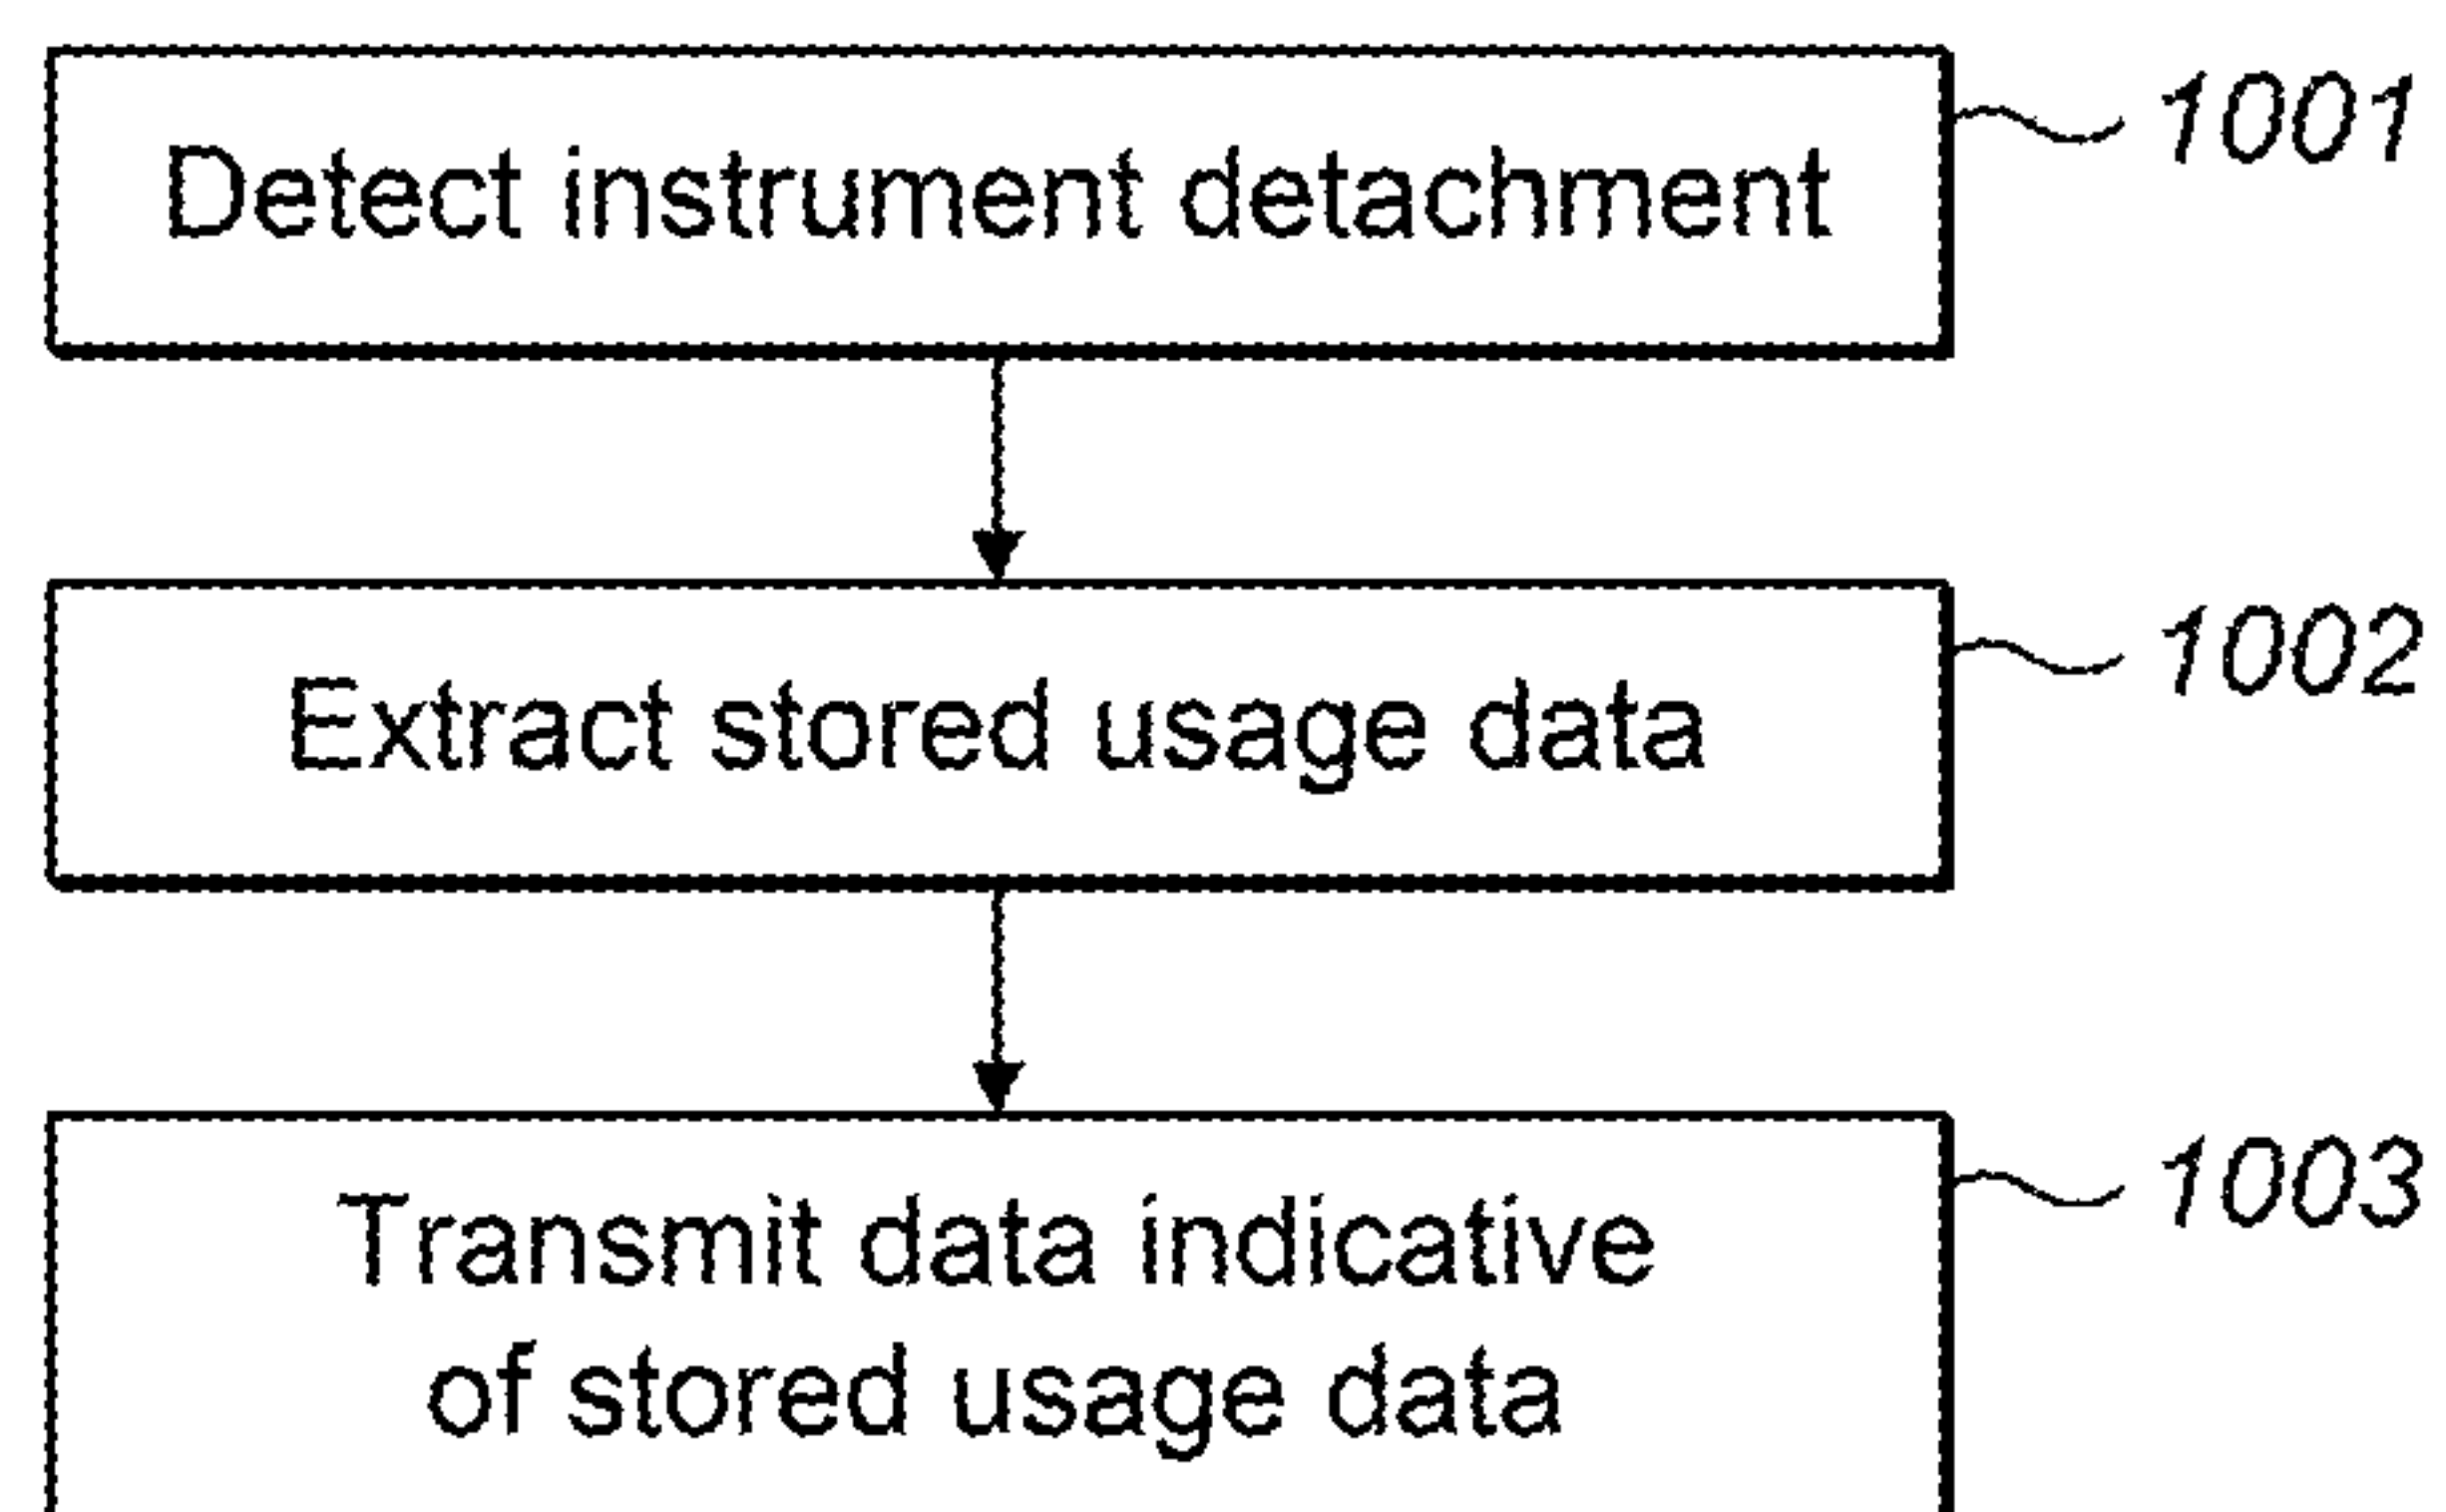 Detect instrument detachment
1001
Extract stored usage data
1002
Transmit data indicative
of stored usage data
1003